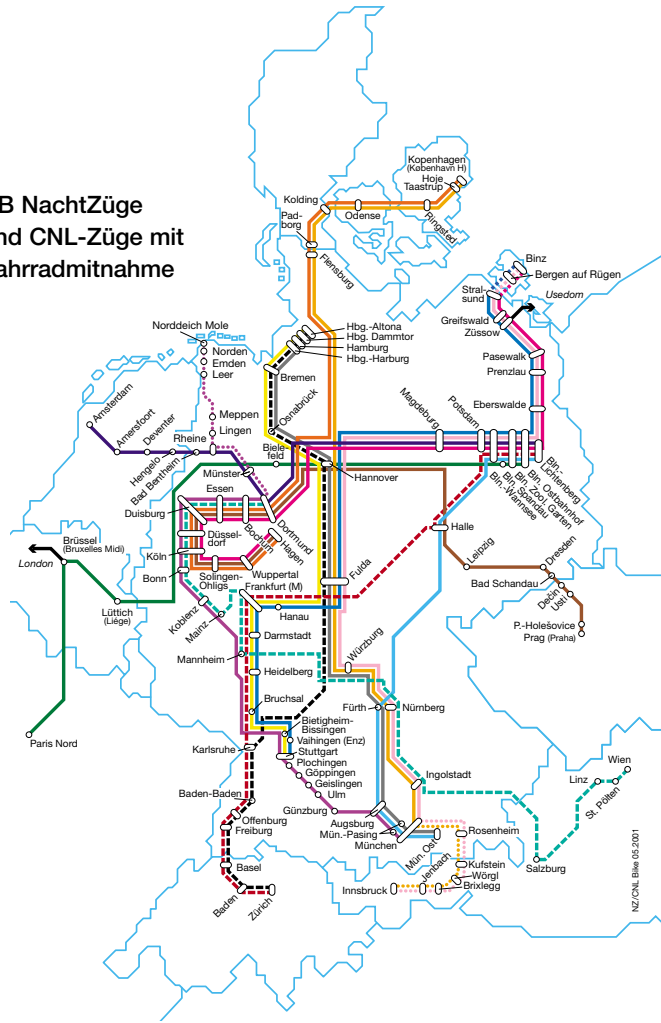 B NachtZüge
nd CNL-Züge mit
ahrradmitnahme
Kopenhagen
(København H)
Hoje
Taastrup
Kolding
Odense
Ringsted
Pad-
borg
Flensburg
Binz
Bergen auf Rügen
Stral-
sund
Usedom
Greifswald
Züssow
Pasewalk
Prenzlau
Eberswalde
Norddeich Mole
Norden
Emden
Leer
Hbg.-Altona
Hbg. Dammtor
Hamburg
Hbg.-Harburg
Bremen
Osnabrück
Amsterdam
Amersfoort
Deventer
Hengelo
Bad Bentheim
Rheine
Meppen
Lingen
Münster
Biele-
feld
Hannover
Magdeburg
Potsdam
Bln.-
Lichtenberg
Bln. Ostbahnhof
Bln. Zool. Garten
Bln. Spandau
Bln.-Wannsee
Essen
Duisburg
Bochum
Dortmund
Hagen
Düssel-
dorf
Köln
Bonn
Solingen-
Ohligs
Wuppertal
Brüssel
(Bruxelles Midi)
London
Lüttich
(Liége)
Paris Nord
Halle
Leipzig
Dresden
Bad Schandau
Dečin
Usti
P.-Holešovice
Prag (Praha)
Frankfurt (M)
Fulda
Koblenz
Mainz
Hanau
Darmstadt
Mannheim
Heidelberg
Würzburg
Bruchsal
Fürth
Nürnberg
Karlsruhe
Bietigheim-
Bissingen
Vaihingen (Enz)
Stuttgart
Plochingen
Göppingen
Geislingen
Ulm
Günzburg
Baden-Baden
Offenburg
Freiburg
Basel
Baden
Zürich
Ingolstadt
Augsburg
Mün.-Pasing
München
Mün. Ost
Rosenheim
Kufstein
Wörgl
Brixlegg
Jenbach
Innsbruck
Wien
Linz
St. Pölten
Salzburg
NZ/CNL Bike 05.2001